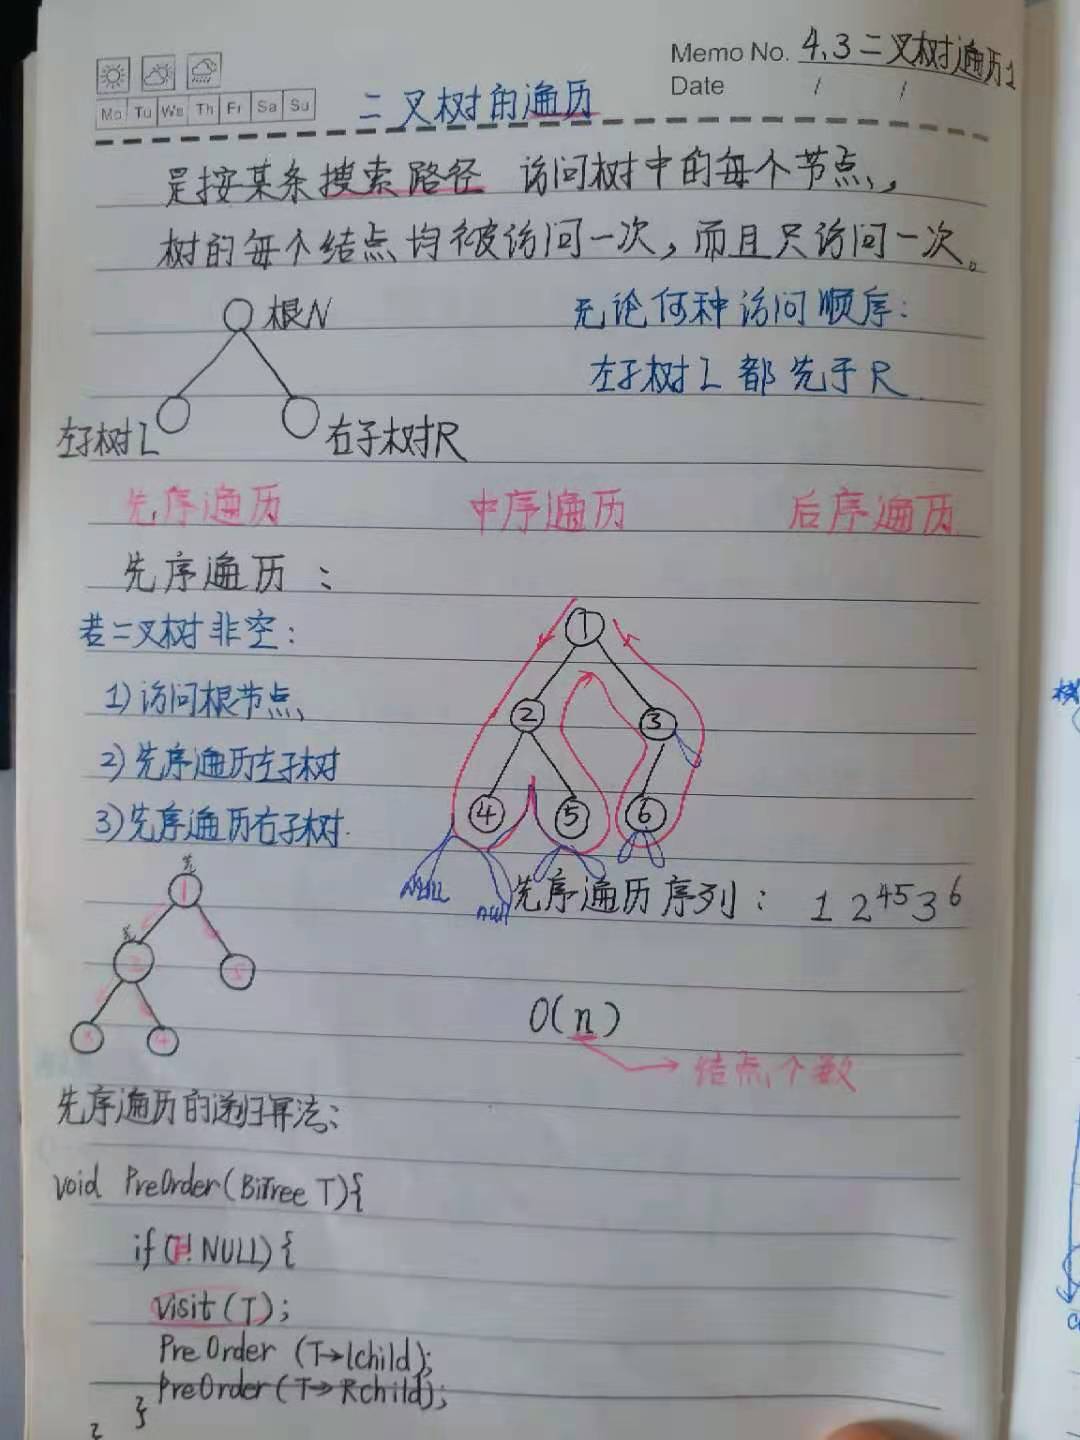 Memo No. 4.3 二叉树遍历1
Date / /
Mo Tu We Th Fr Sa Su
二叉树的遍历
是按某条搜索路径 访问树中的每个节点,
树的每个结点均被访问一次,而且只访问一次。
根N
无论何种访问顺序:
左子树L 都先于R
左子树L 右子树R
先序遍历 中序遍历 后序遍历
先序遍历:
若二叉树非空:
1)访问根节点
2)先序遍历左子树
3)先序遍历右子树.
1
2 3
4 5 6
NULL NULL
先序遍历序列: 1 2 45 3 6
先
1
先
2 5
3 4
O(n)
结点个数
先序遍历的递归算法:
void PreOrder(BiTree T){
if( ! NULL){
visit(T);
PreOrder (T→lchild);
PreOrder(T→Rchild);
}